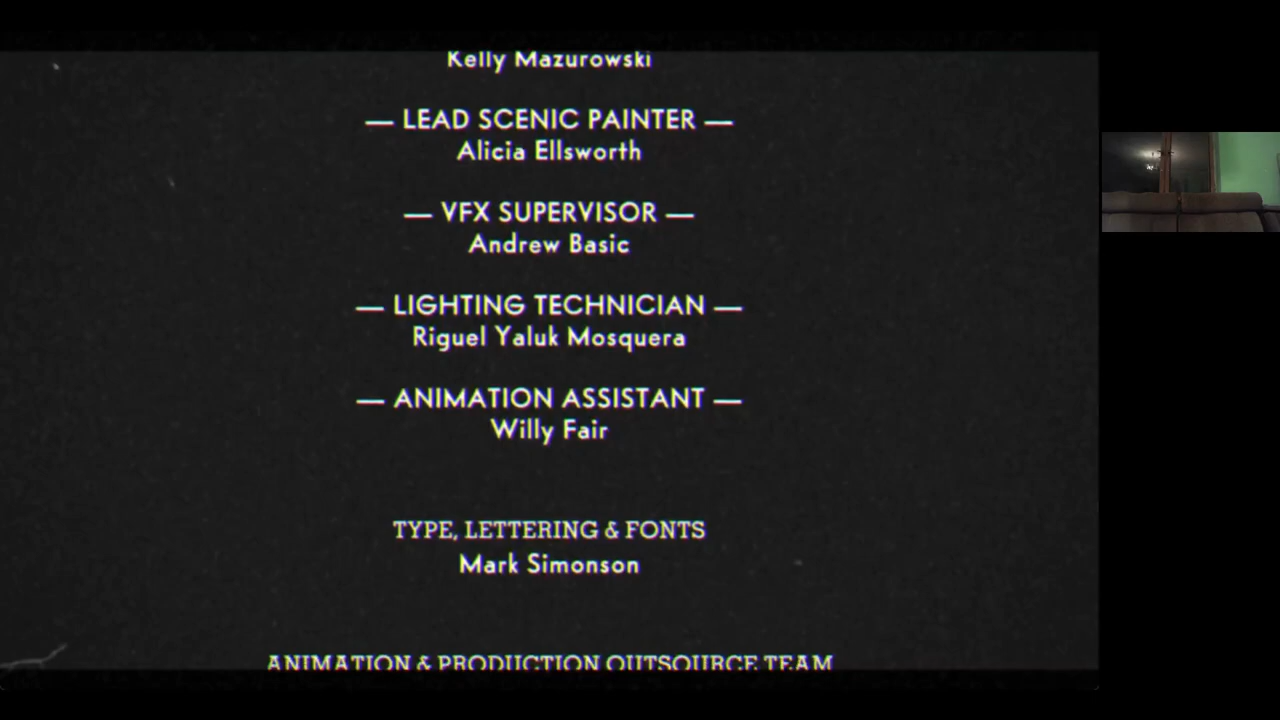 Kelly Mazurowski
— LEAD SCENIC PAINTER —
Alicia Ellsworth
— VFX SUPERVISOR —
Andrew Basic
— LIGHTING TECHNICIAN —
Riguel Yaluk Mosquera
— ANIMATION ASSISTANT —
Willy Fair
TYPE, LETTERING & FONTS
Mark Simonson
ANIMATION & PRODUCTION OUTSOURCE TEAM